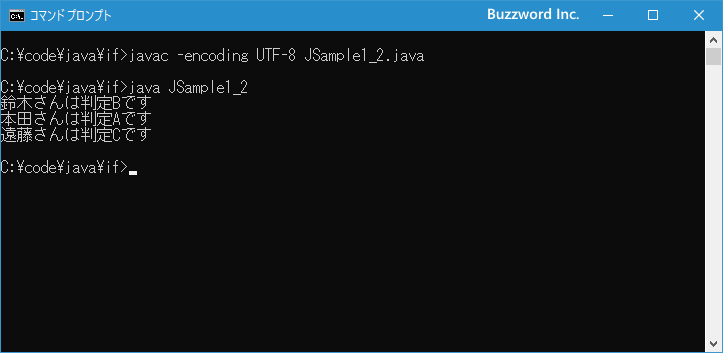 コマンドプロンプト
Buzzword Inc.
C:¥code¥java¥if>javac -encoding UTF-8 JSample1_2.java
C:¥code¥java¥if>java JSample1_2
鈴木さんは判定Bです
本田さんは判定Aです
遠藤さんは判定Cです
C:¥code¥java¥if>